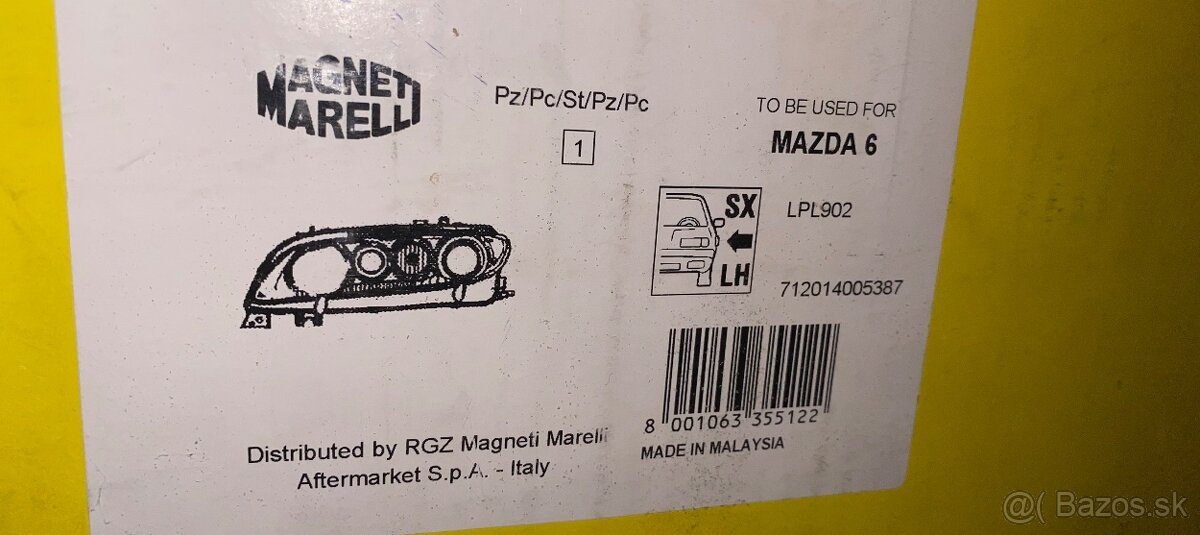 MAGNETI
MARELLI
Pz/Pc/St/Pz/Pc
1
TO BE USED FOR
MAZDA 6
SX
LH
LPL902
712014005387
8 001063 355122
MADE IN MALAYSIA
Distributed by RGZ Magneti Marelli
Aftermarket S.p.A. - Italy
@( Bazos.sk